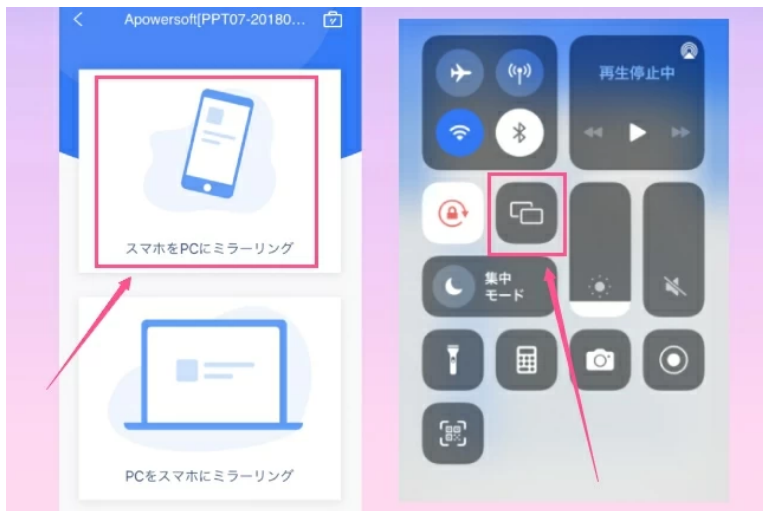 Apowersoft[PPT07-20180...
スマホをPCにミラーリング
PCをスマホにミラーリング
再生停止中
集中
モード